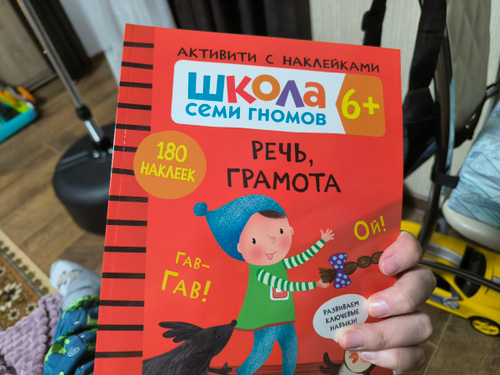 АКТИВИТИ С НАКЛЕЙКАМИ
ШКОЛА
СЕМИ ГНОМОВ
6+
180
НАКЛЕЕК
РЕЧЬ,
ГРАМОТА
ГАВ-
ГАВ!
ОЙ!
РАЗВИВАЕМ
КЛЮЧЕВЫЕ
НАВЫКИ!